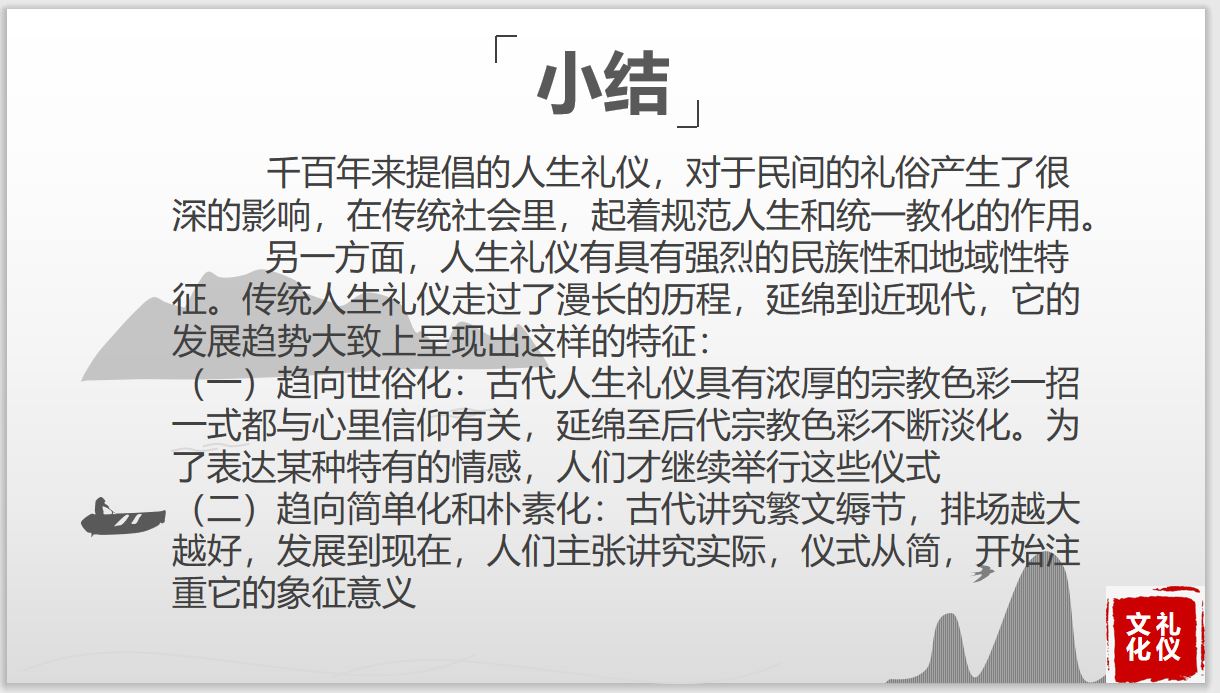 小结
千百年来提倡的人生礼仪，对于民间的礼俗产生了很
深的影响，在传统社会里，起着规范人生和统一教化的作用。
另一方面，人生礼仪有具有强烈的民族性和地域性特
征。传统人生礼仪走过了漫长的历程，延绵到近现代，它的
发展趋势大致上呈现出这样的特征：
（一）趋向世俗化：古代人生礼仪具有浓厚的宗教色彩一招
一式都与心里信仰有关，延绵至后代宗教色彩不断淡化。为
了表达某种特有的情感，人们才继续举行这些仪式
（二）趋向简单化和朴素化：古代讲究繁文缛节，排场越大
越好，发展到现在，人们主张讲究实际，仪式从简，开始注
重它的象征意义
礼仪
文化